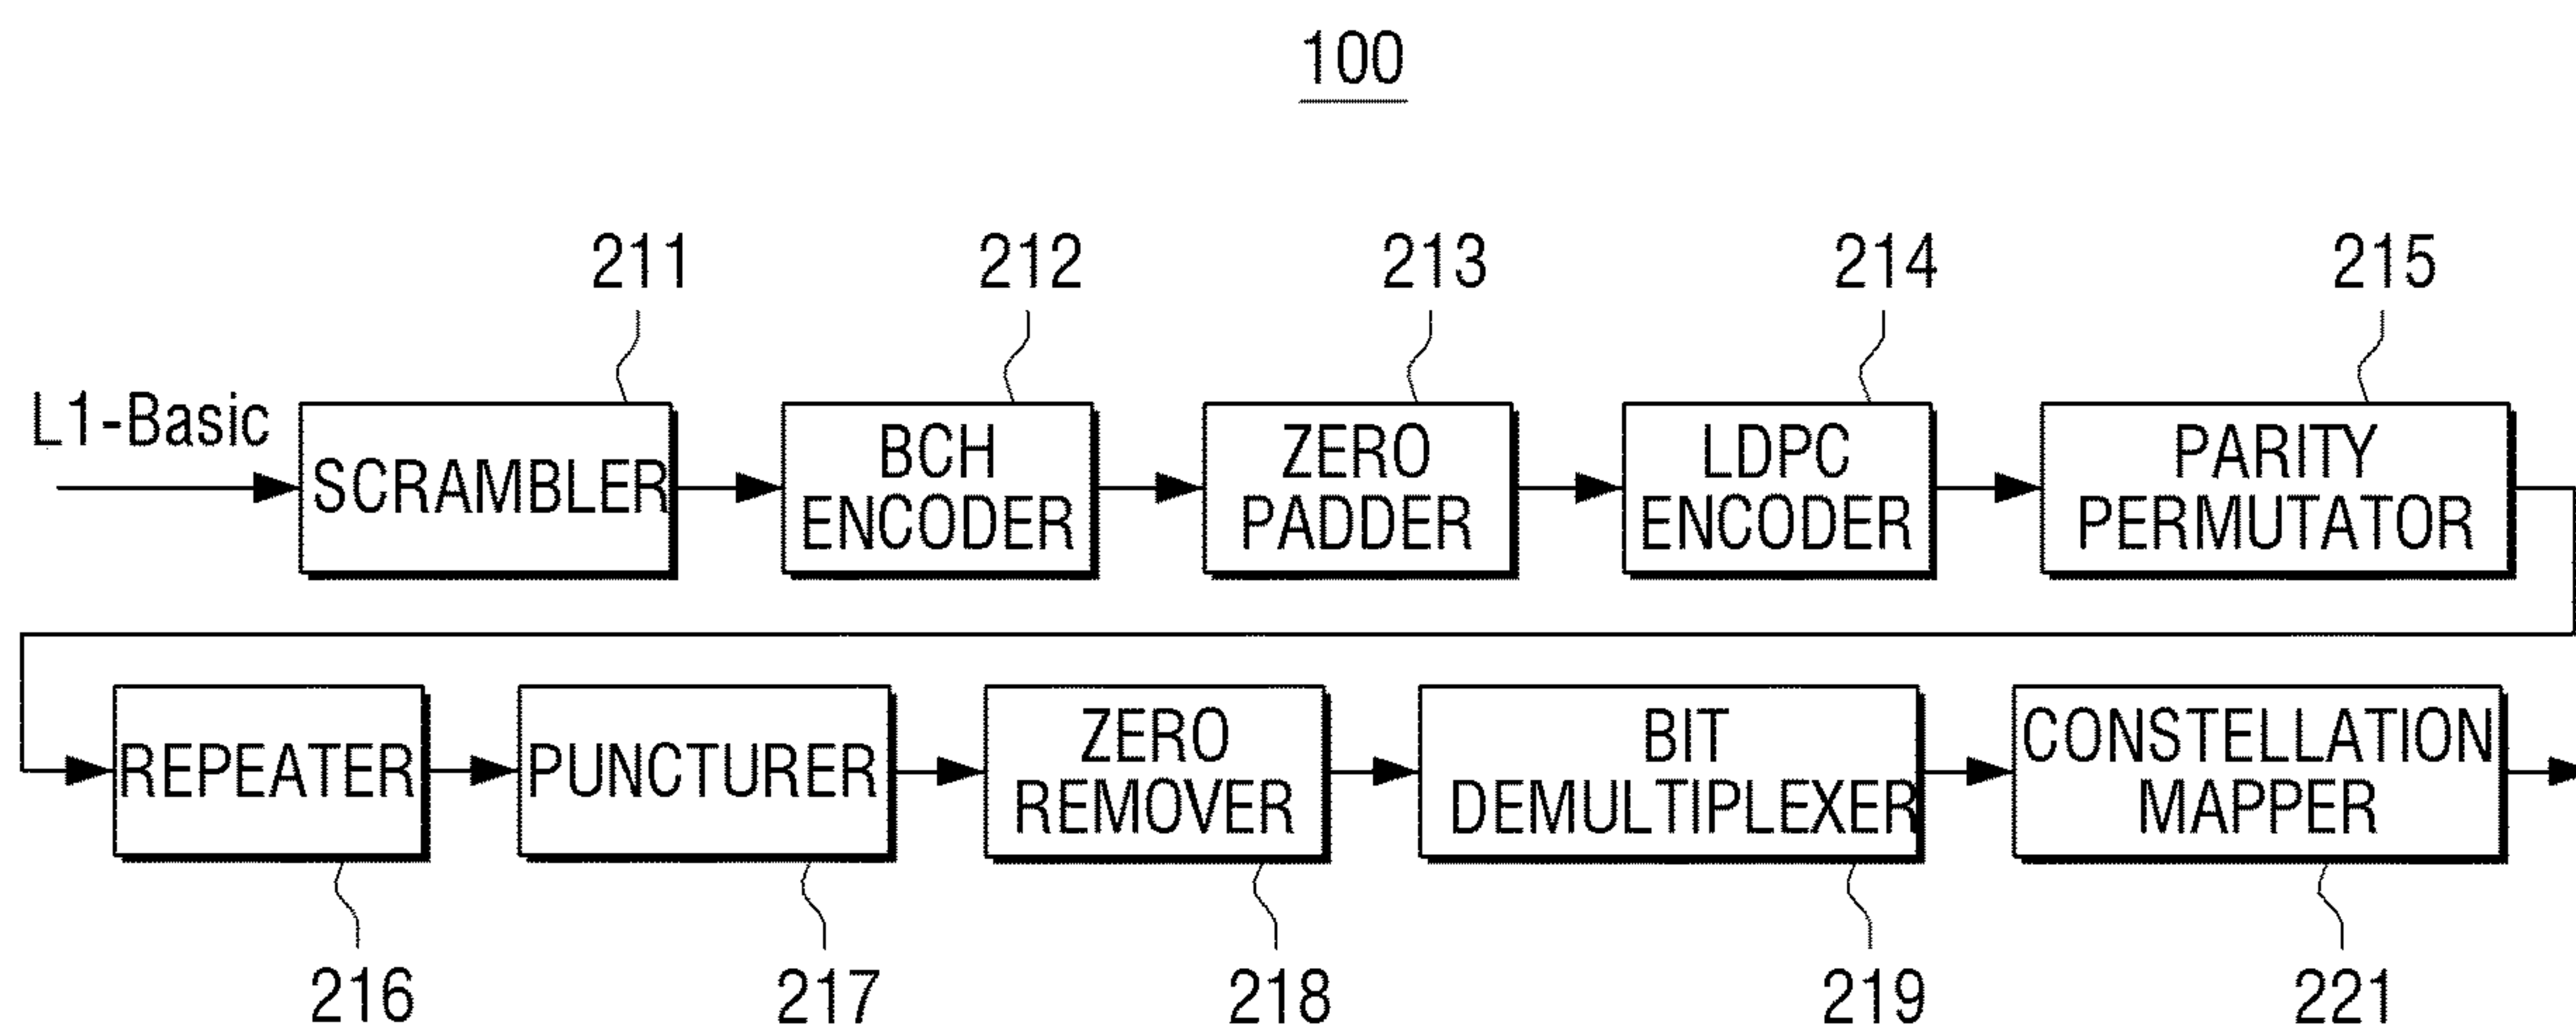 100
211
212
213
214
215
L1-Basic
SCRAMBLER
BCH
ENCODER
ZERO
PADDER
LDPC
ENCODER
PARITY
PERMUTATOR
REPEATER
PUNCTURER
ZERO
REMOVER
BIT
DEMULTIPLEXER
CONSTELLATION
MAPPER
216
217
218
219
221